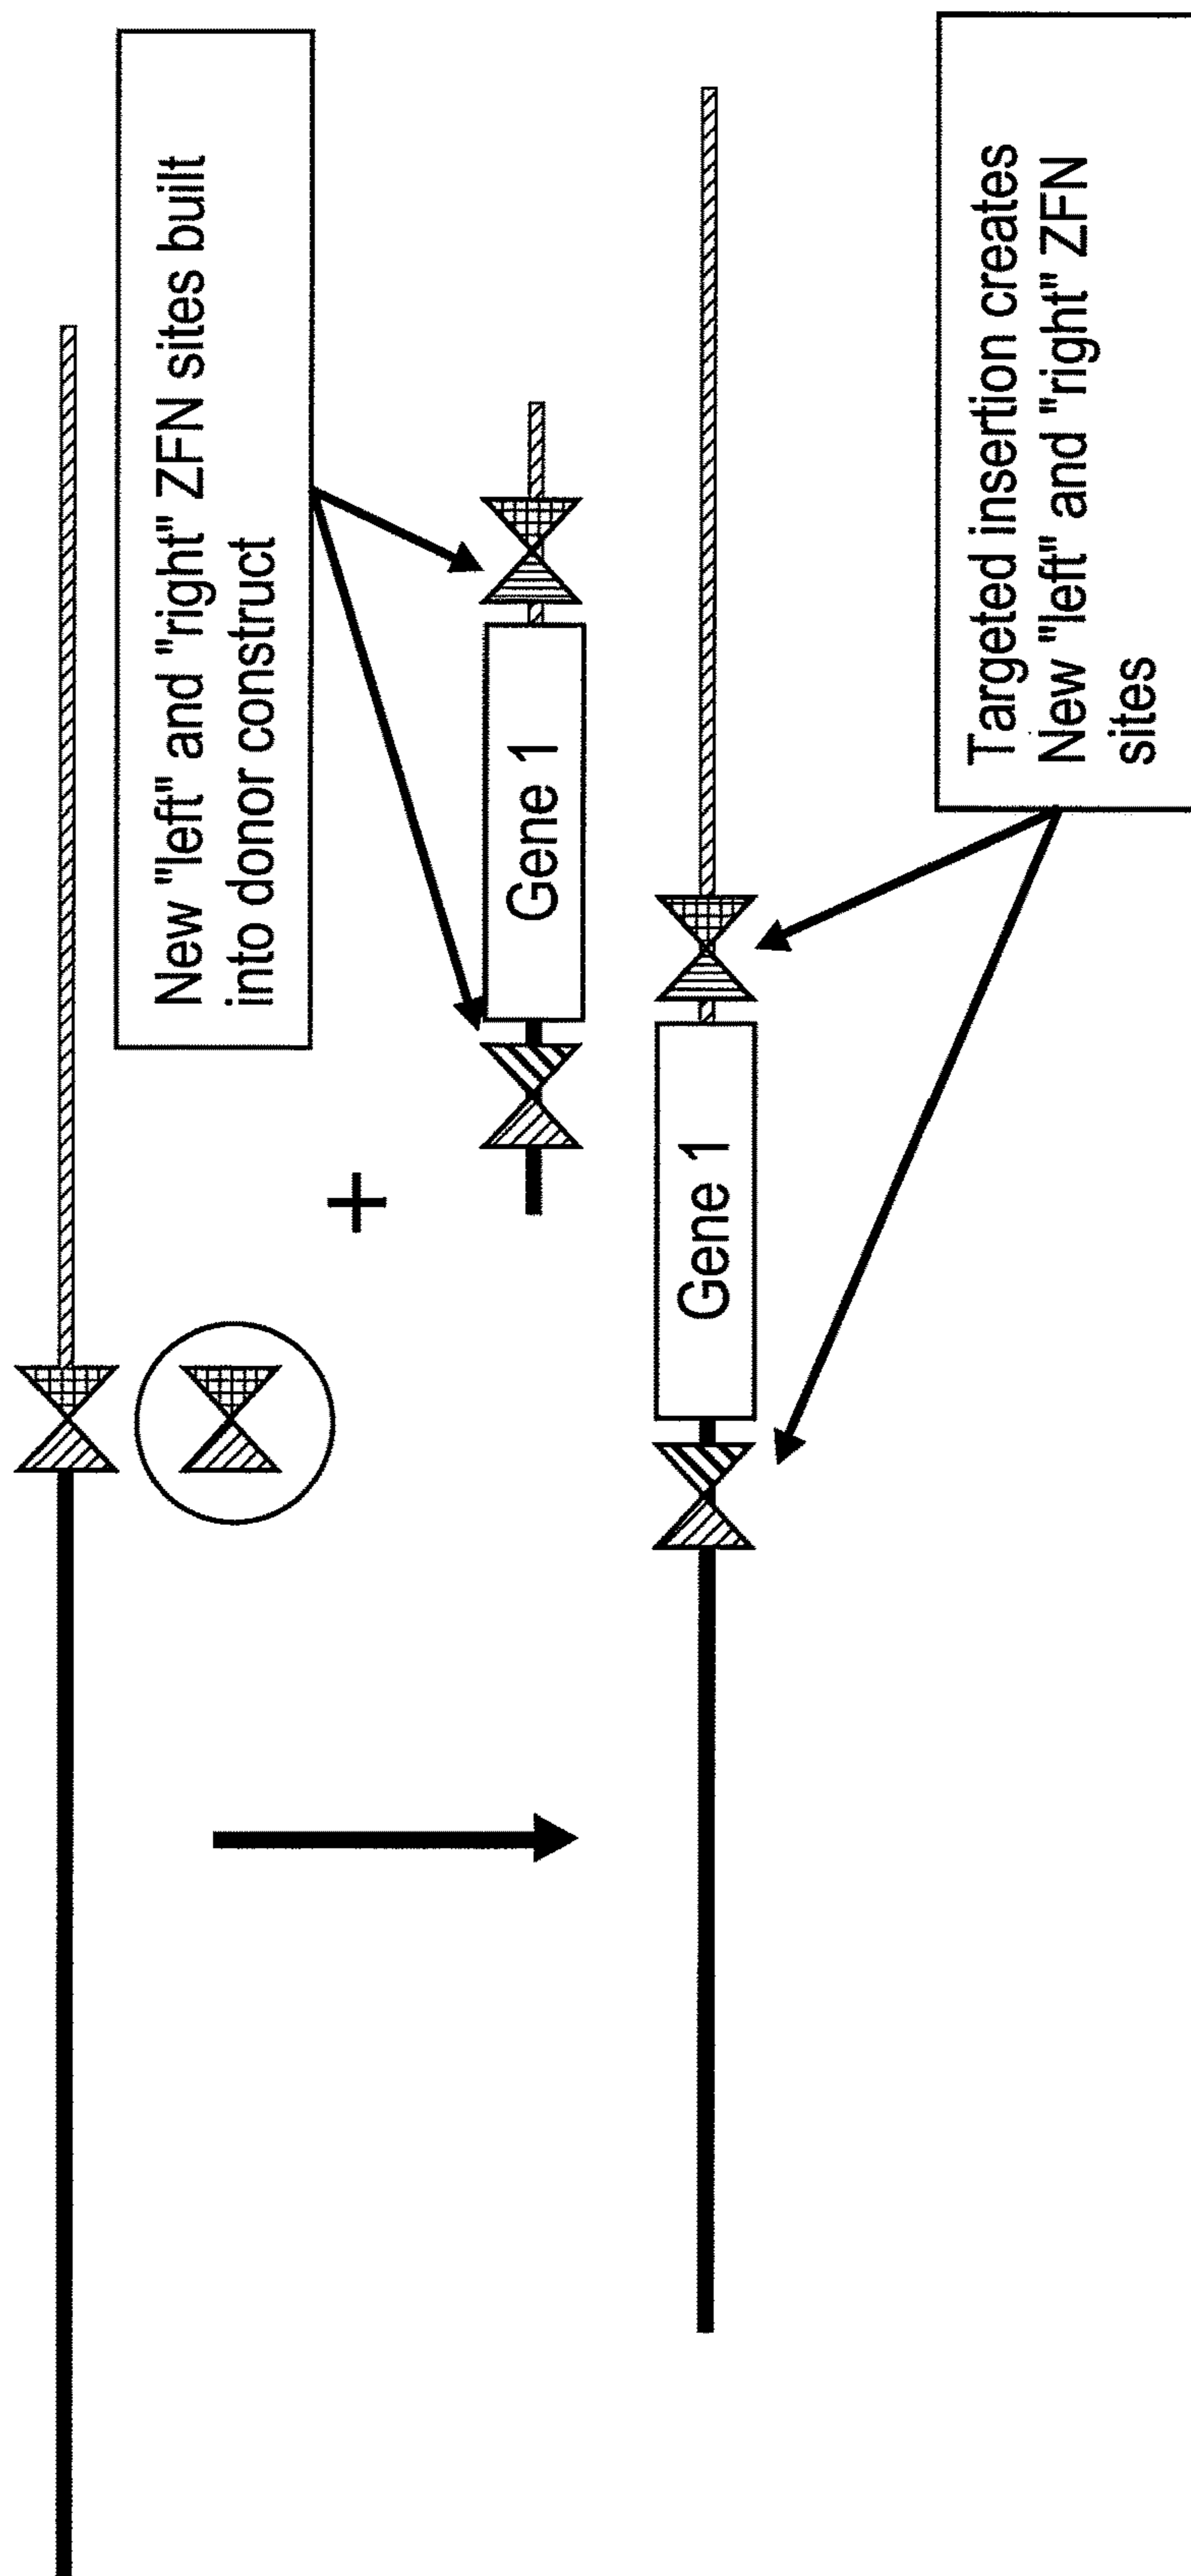 New "left" and "right" ZFN sites built
into donor construct
+
Gene 1
Gene 1
Targeted insertion creates
New "left" and "right" ZFN
sites